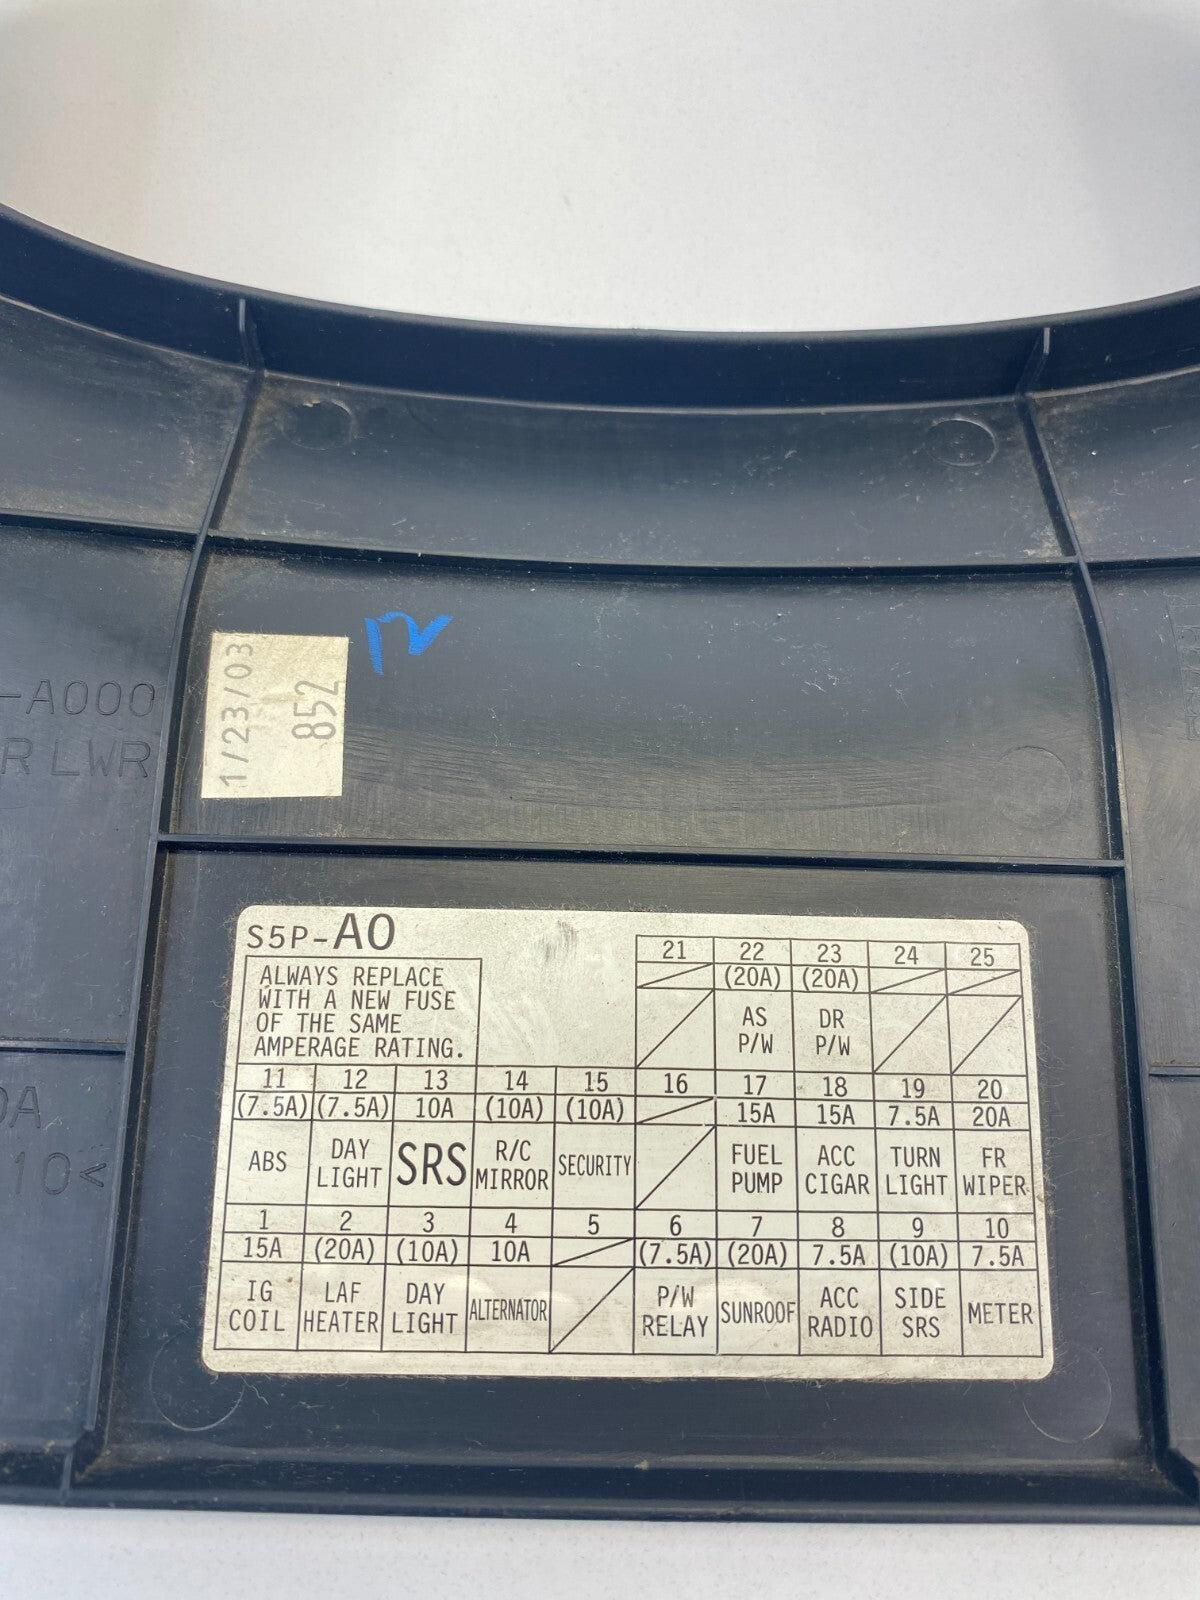 -A000
R LWR
1/23/03
852
12
0A
10<
S5P-A0
ALWAYS REPLACE
WITH A NEW FUSE
OF THE SAME
AMPERAGE RATING.
21 22 23 24 25
(20A) (20A)
AS P/W DR P/W
11 12 13 14 15 16 17 18 19 20
(7.5A) (7.5A) 10A (10A) (10A) 15A 15A 7.5A 20A
ABS DAY LIGHT SRS R/C MIRROR SECURITY FUEL PUMP ACC CIGAR TURN LIGHT FR WIPER
1 2 3 4 5 6 7 8 9 10
15A (20A) (10A) 10A (7.5A) (20A) 7.5A (10A) 7.5A
IG COIL LAF HEATER DAY LIGHT ALTERNATOR P/W RELAY SUNROOF ACC RADIO SIDE SRS METER